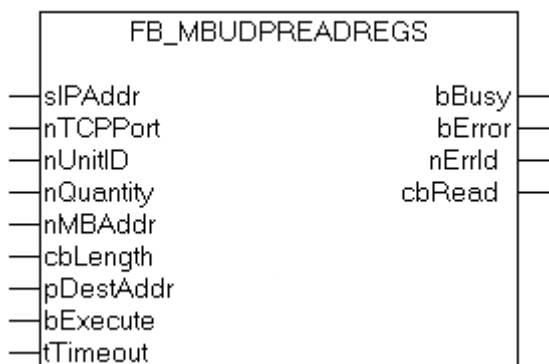 FB_MBUDPREADREGS
sIPAddr bBusy
nTCPPort bError
nUnitID nErrId
nQuantity cbRead
nMBAddr
cbLength
pDestAddr
bExecute
tTimeout